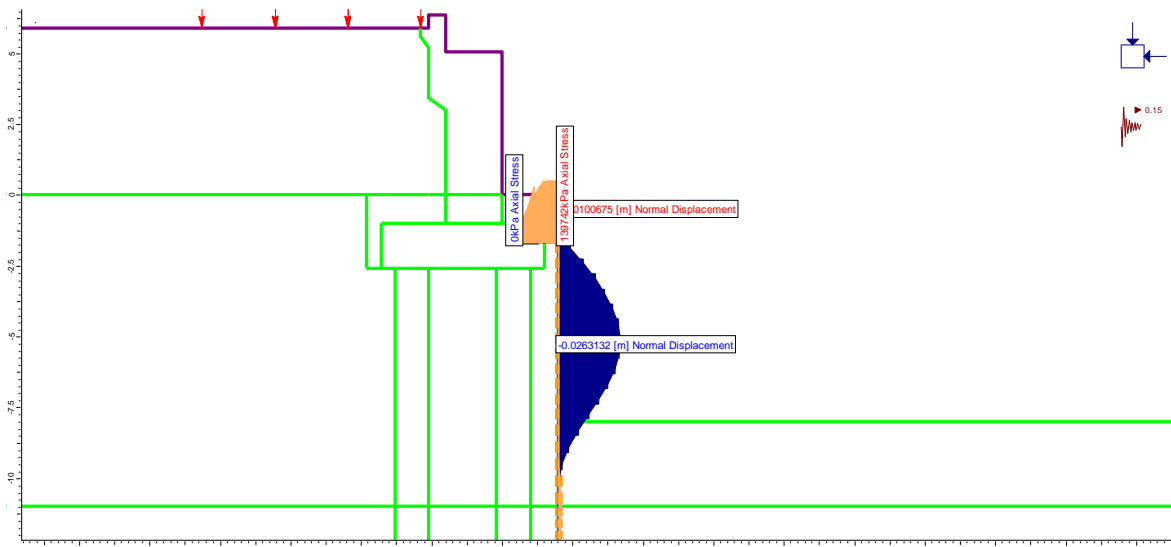 0.15
5
2.5
0
-2.5
-5
-7.5
-10
0kPa Axial Stress
139742kPa Axial Stress
0100675 [m] Normal Displacement
-0.0263132 [m] Normal Displacement